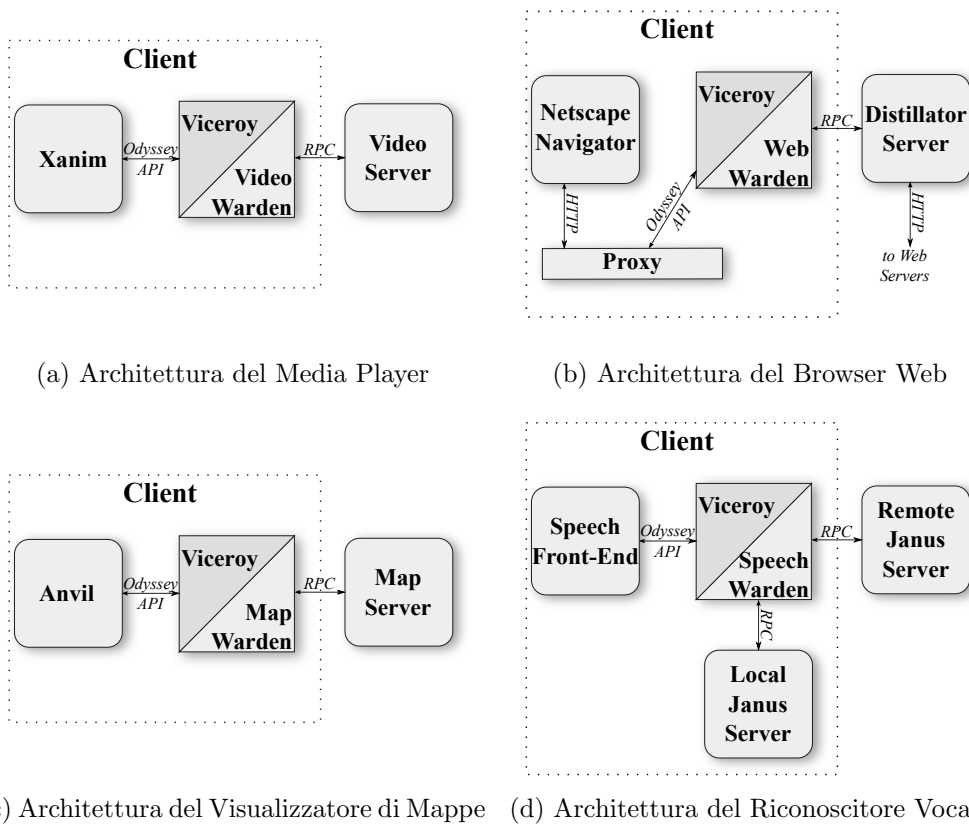 Client
Xanim
Odyssey
API
Viceroy
Video
Warden
RPC
Video
Server
(a) Architettura del Media Player
Client
Netscape
Navigator
Viceroy
Web
Warden
RPC
Distillator
Server
HTTP
Odyssey
API
HTTP
Proxy
to Web
Servers
(b) Architettura del Browser Web
Client
Anvil
Odyssey
API
Viceroy
Map
Warden
RPC
Map
Server
) Architettura del Visualizzatore di Mappe
Client
Speech
Front-End
Odyssey
API
Viceroy
Speech
Warden
RPC
Remote
Janus
Server
RPC
Local
Janus
Server
(d) Architettura del Riconoscitore Voca